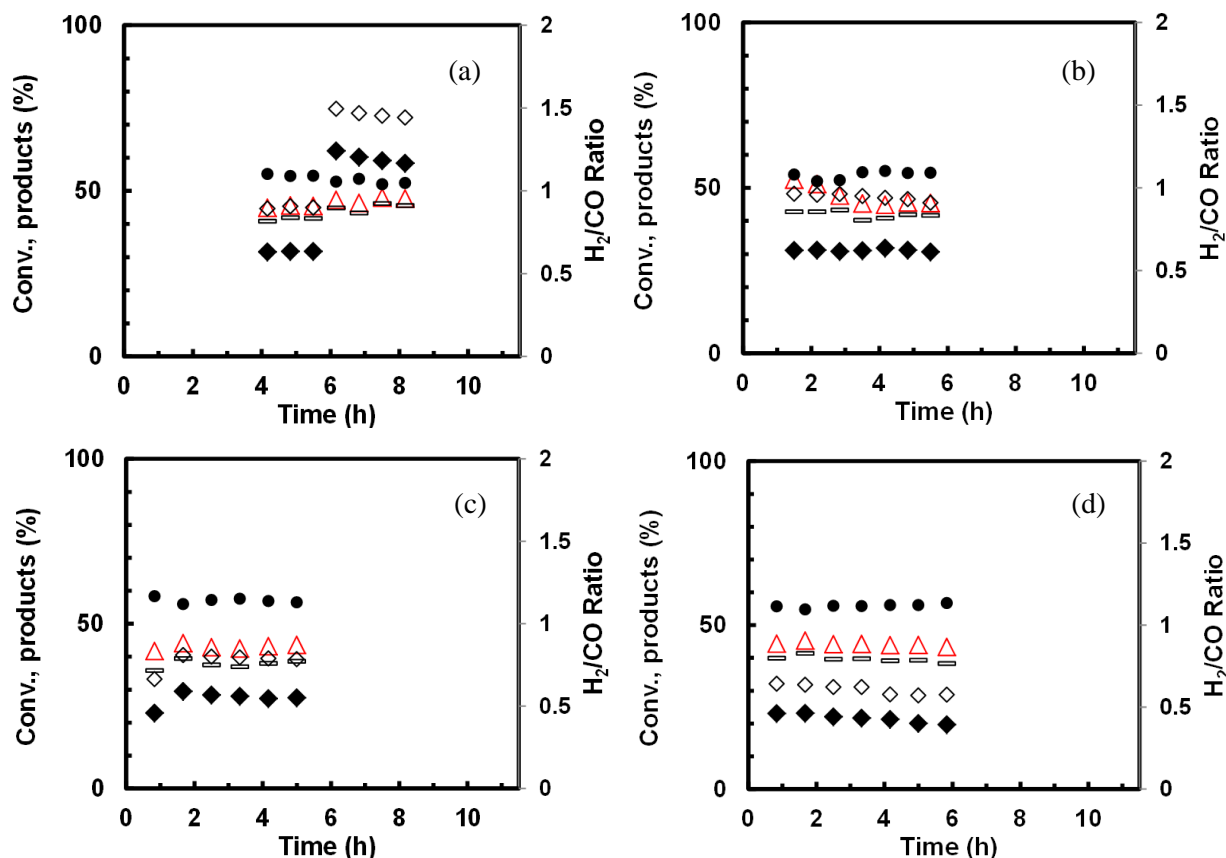 (a)
Conv., products (%)
100
50
0
0 2 4 6 8 10
Time (h)
2
1.5
1
0.5
0
H₂/CO Ratio
(b)
Conv., products (%)
100
50
0
0 2 4 6 8 10
Time (h)
2
1.5
1
0.5
0
H₂/CO Ratio
(c)
Conv., products (%)
100
50
0
0 2 4 6 8 10
Time (h)
2
1.5
1
0.5
0
H₂/CO Ratio
(d)
Conv., products (%)
100
50
0
0 2 4 6 8 10
Time (h)
2
1.5
1
0.5
0
H₂/CO Ratio